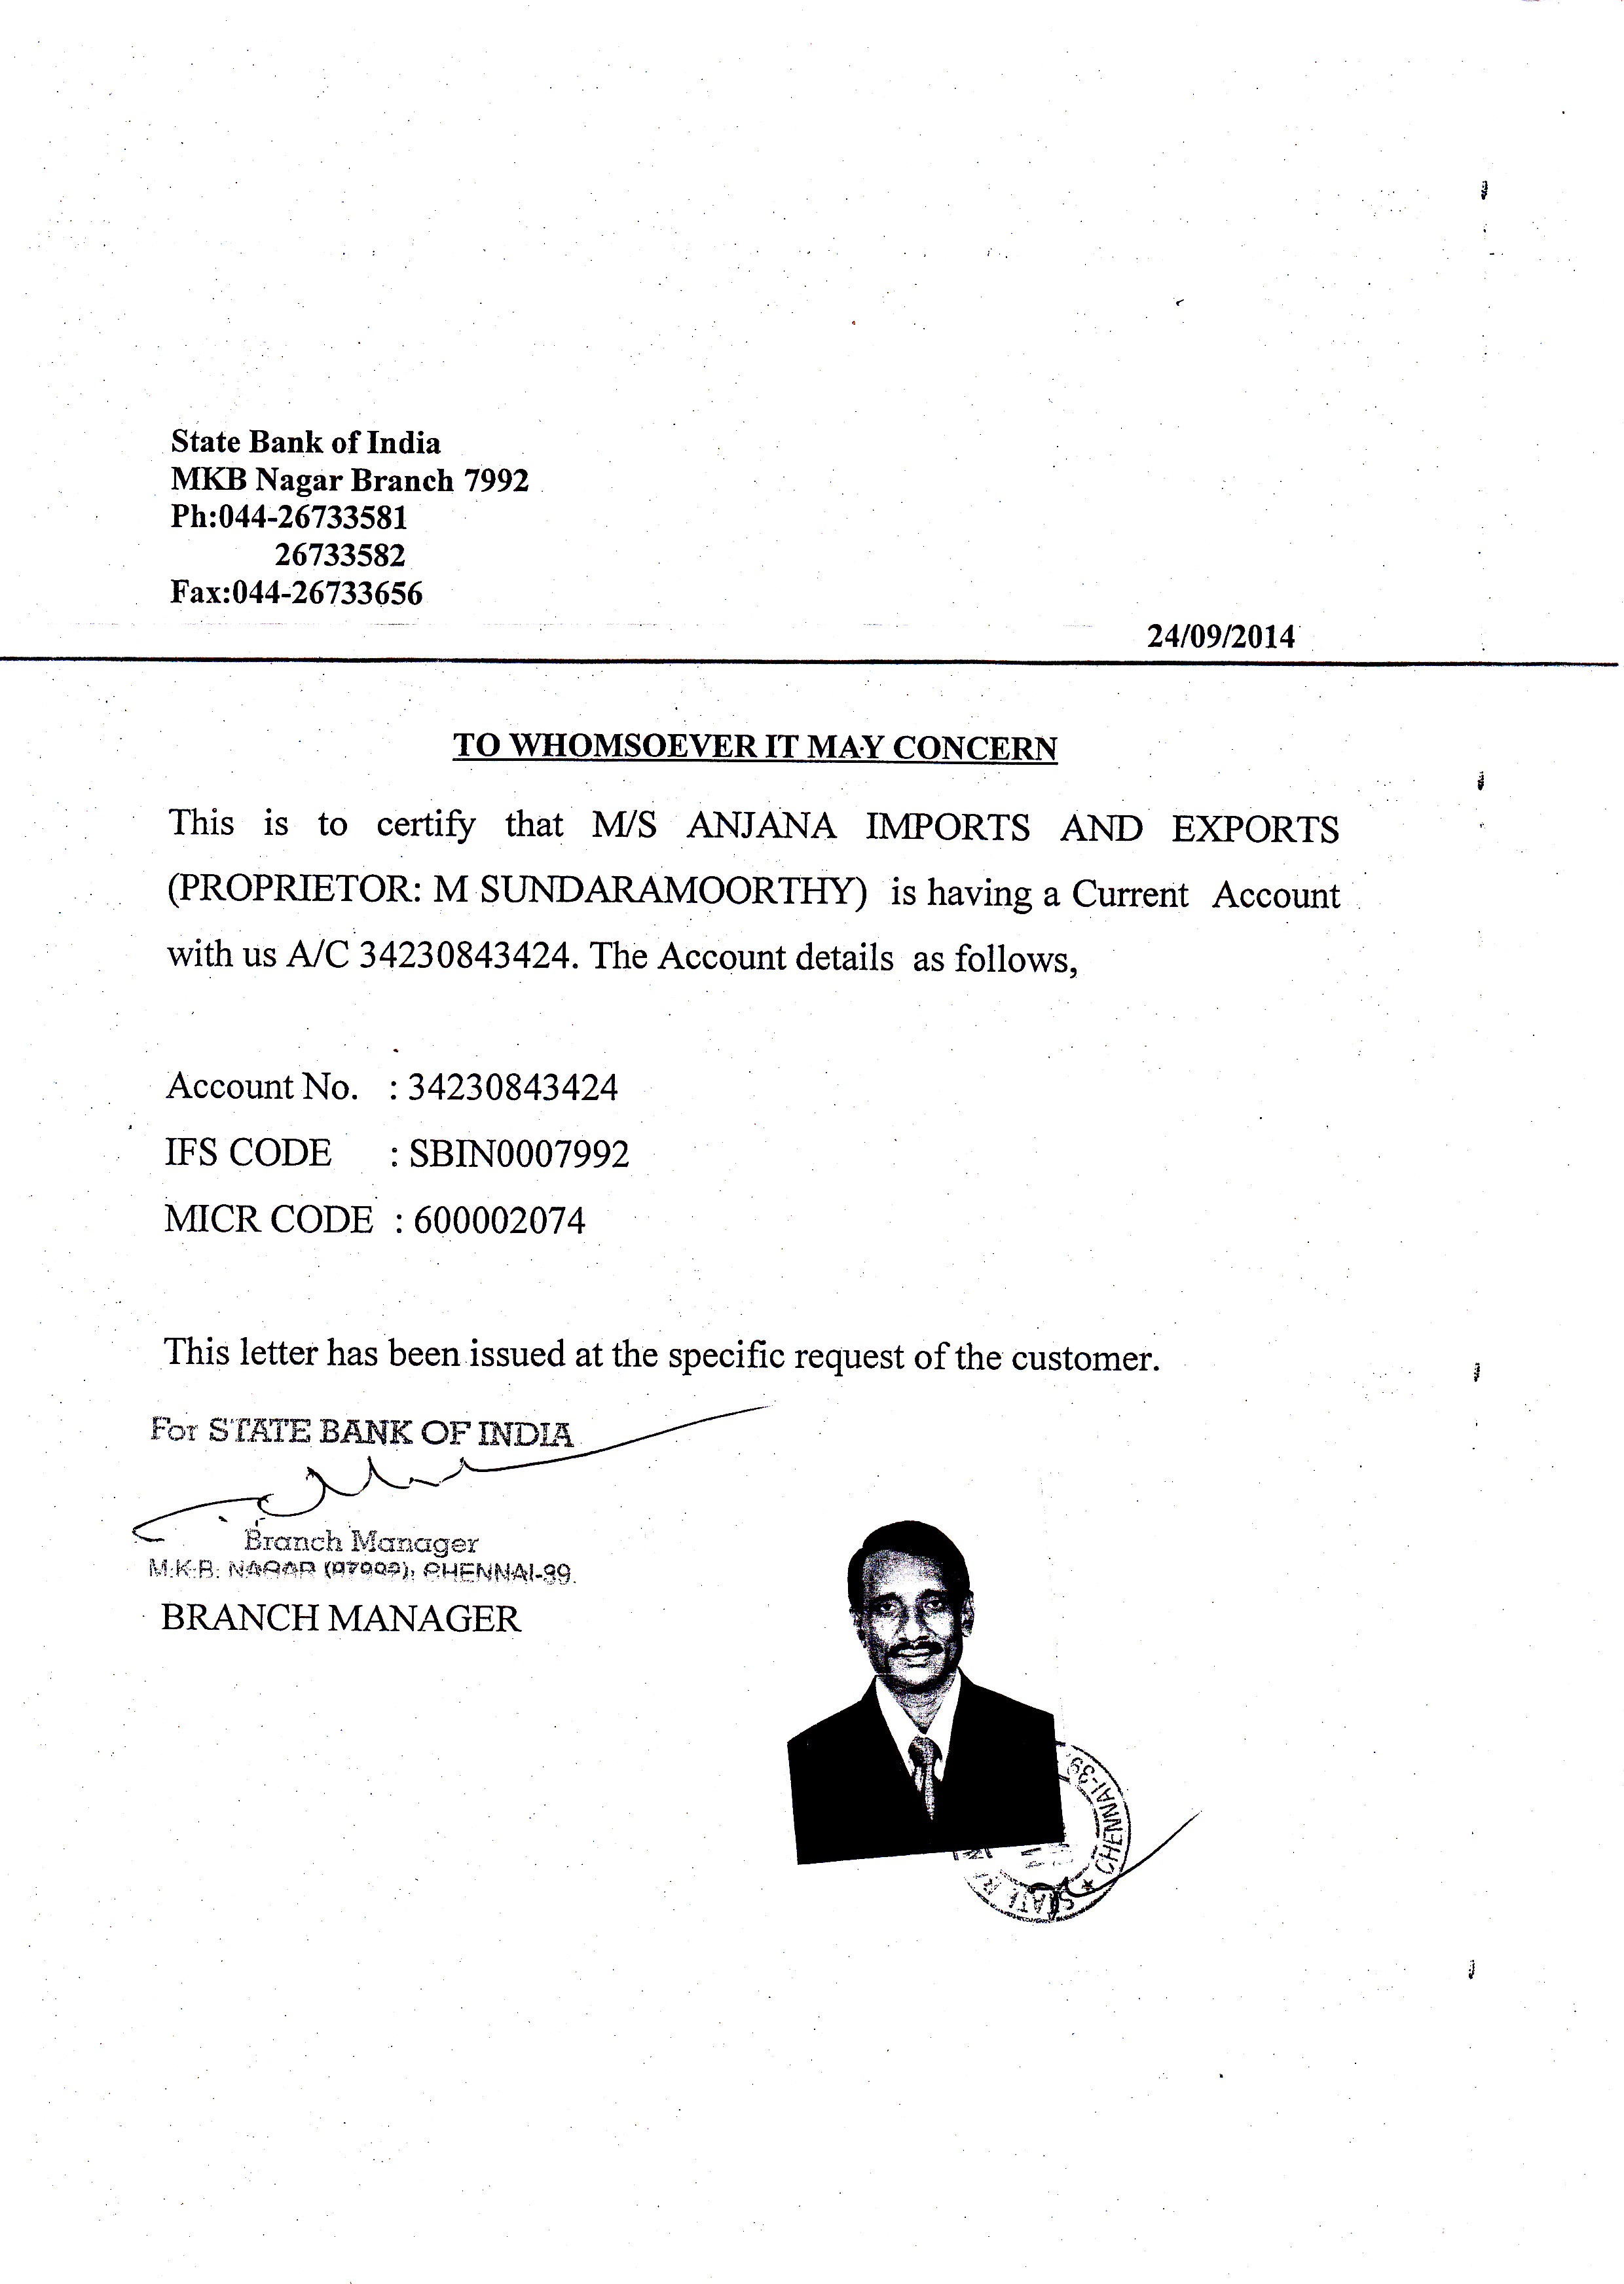 State Bank of India
MKB Nagar Branch 7992
Ph:044-26733581
26733582
Fax:044-26733656
24/09/2014
TO WHOMSOEVER IT MAY CONCERN
This is to certify that M/S ANJANA IMPORTS AND EXPORTS
(PROPRIETOR: M SUNDARAMOORTHY) is having a Current Account
with us A/C 34230843424. The Account details as follows,
Account No. : 34230843424
IFS CODE : SBIN0007992
MICR CODE : 600002074
This letter has been issued at the specific request of the customer.
For STATE BANK OF INDIA
Branch Manager
M.K.B. NAGAR CHENNAI-39.
BRANCH MANAGER
STATE
CHENNAI-39